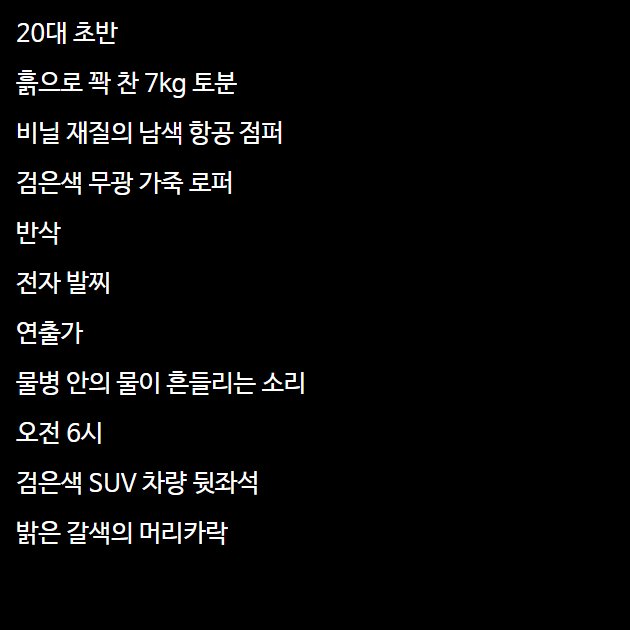 20대 초반
흙으로 꽉 찬 7kg 토분
비닐 재질의 남색 항공 점퍼
검은색 무광 가죽 로퍼
반삭
전자 발찌
연출가
물병 안의 물이 흔들리는 소리
오전 6시
검은색 SUV 차량 뒷좌석
밝은 갈색의 머리카락